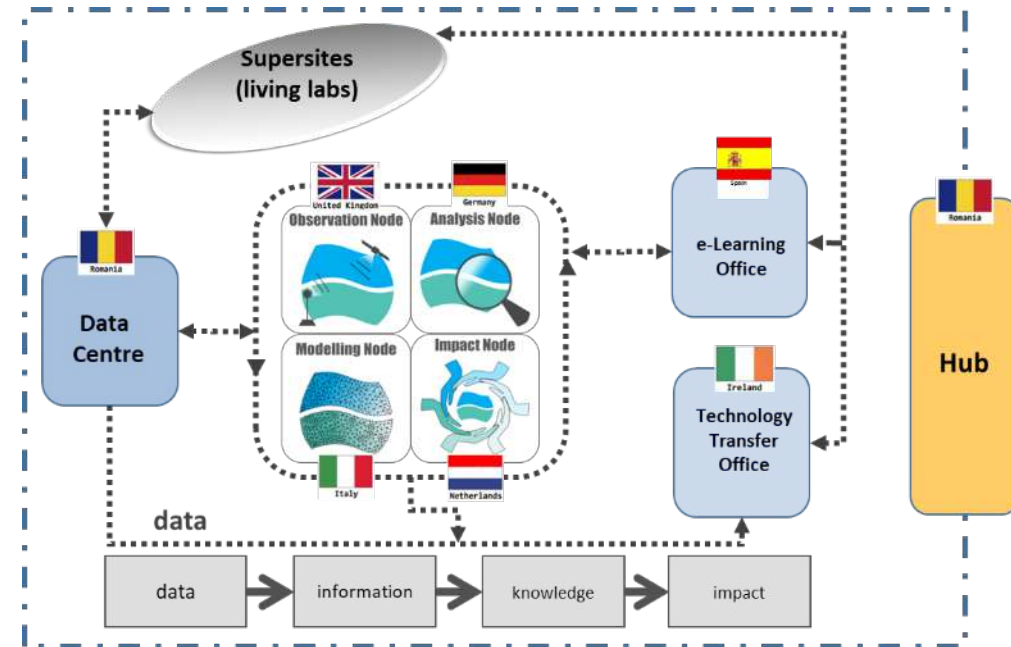 Supersites
(living labs)
United Kingdom
Germany
Spain
Romania
Observation Node
Analysis Node
e-Learning
Office
Romania
Data
Centre
Modelling Node
Impact Node
Hub
Ireland
Technology
Transfer
Office
Italy
Netherlands
data
data
information
knowledge
impact